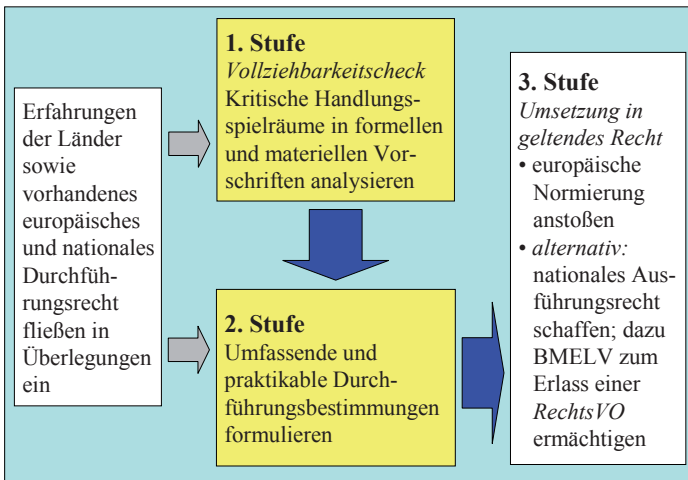 Erfahrungen
der Länder
sowie
vorhandenes
europäisches
und nationales
Durchfüh-
rungsrecht
fließen in
Überlegungen
ein
1. Stufe
Vollziehbarkeitscheck
Kritische Handlungs-
spielräume in formellen
und materiellen Vor-
schriften analysieren
2. Stufe
Umfassende und
praktikable Durch-
führungsbestimmungen
formulieren
3. Stufe
Umsetzung in
geltendes Recht
• europäische
Normierung
anstoßen
• alternativ:
nationales Aus-
führungsrecht
schaffen; dazu
BMELV zum
Erlass einer
RechtsVO
ermächtigen